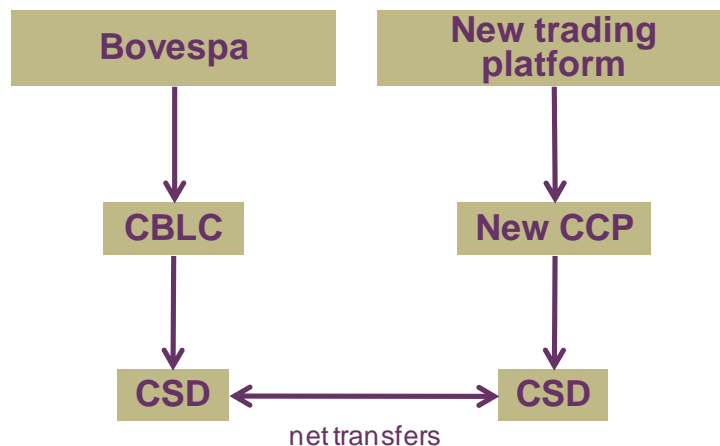 Bovespa
New trading
platform
CBLC
New CCP
CSD
CSD
net transfers